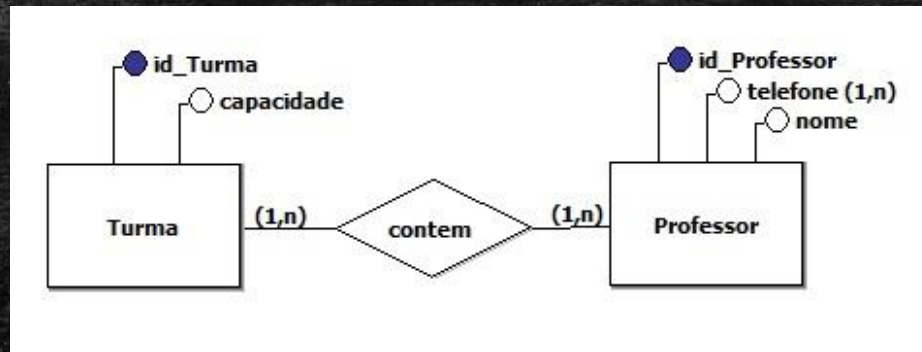 id_Turma
capacidade
id_Professor
telefone (1,n)
nome
Turma
(1,n)
contem
(1,n)
Professor